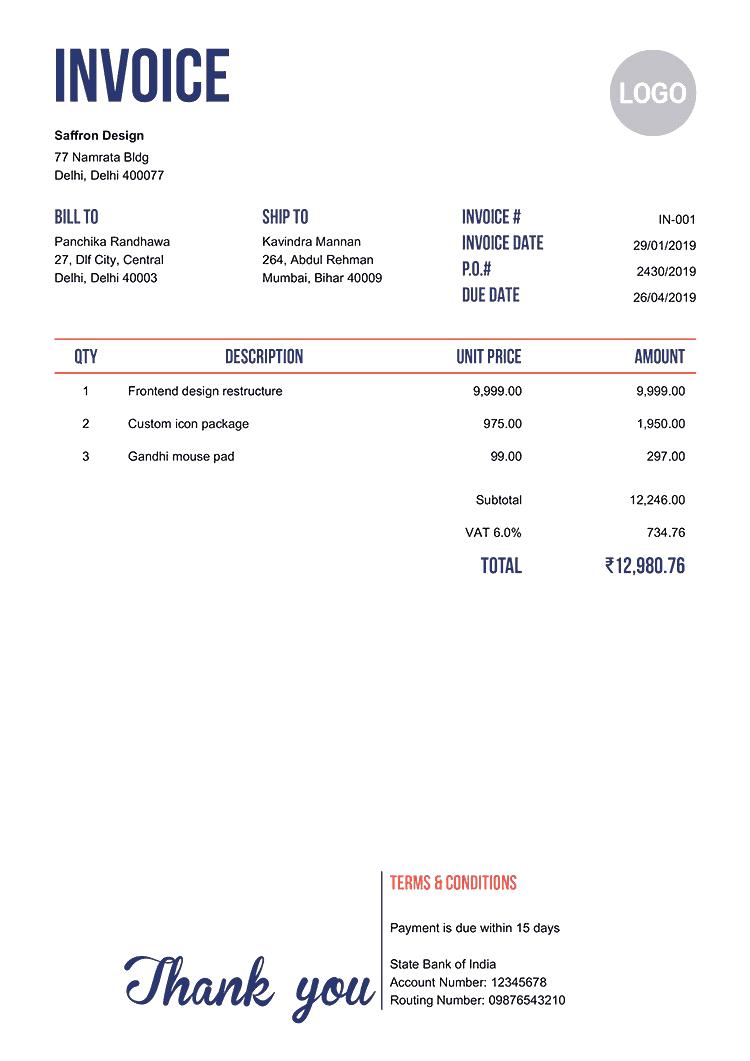 INVOICE
LOGO
Saffron Design
77 Namrata Bldg
Delhi, Delhi 400077
BILL TO
Panchika Randhawa
27, Dlf City, Central
Delhi, Delhi 40003
SHIP TO
Kavindra Mannan
264, Abdul Rehman
Mumbai, Bihar 40009
INVOICE # IN-001
INVOICE DATE 29/01/2019
P.O.# 2430/2019
DUE DATE 26/04/2019
QTY DESCRIPTION UNIT PRICE AMOUNT
1 Frontend design restructure 9,999.00 9,999.00
2 Custom icon package 975.00 1,950.00
3 Gandhi mouse pad 99.00 297.00
Subtotal 12,246.00
VAT 6.0% 734.76
TOTAL ₹12,980.76
Thank you
TERMS & CONDITIONS
Payment is due within 15 days
State Bank of India
Account Number: 12345678
Routing Number: 09876543210